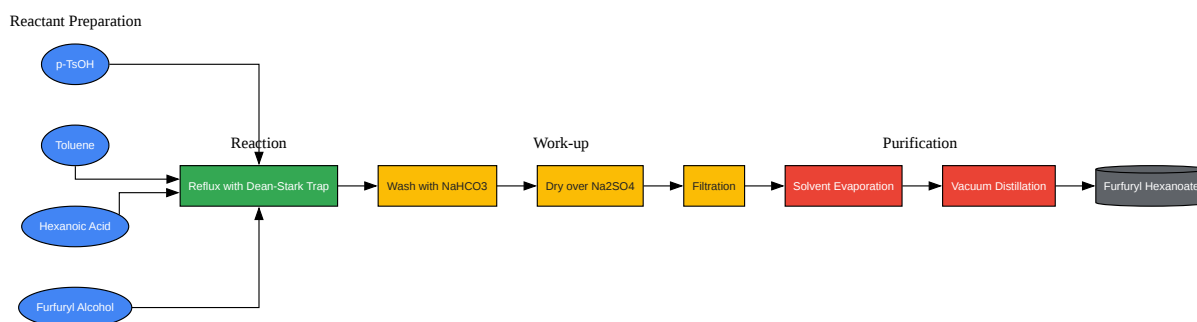 Reactant Preparation
p-TsOH
Toluene
Hexanoic Acid
Furfuryl Alcohol
Reaction
Reflux with Dean-Stark Trap
Work-up
Wash with NaHCO3
Dry over Na2SO4
Filtration
Purification
Solvent Evaporation
Vacuum Distillation
Furfuryl Hexanoate